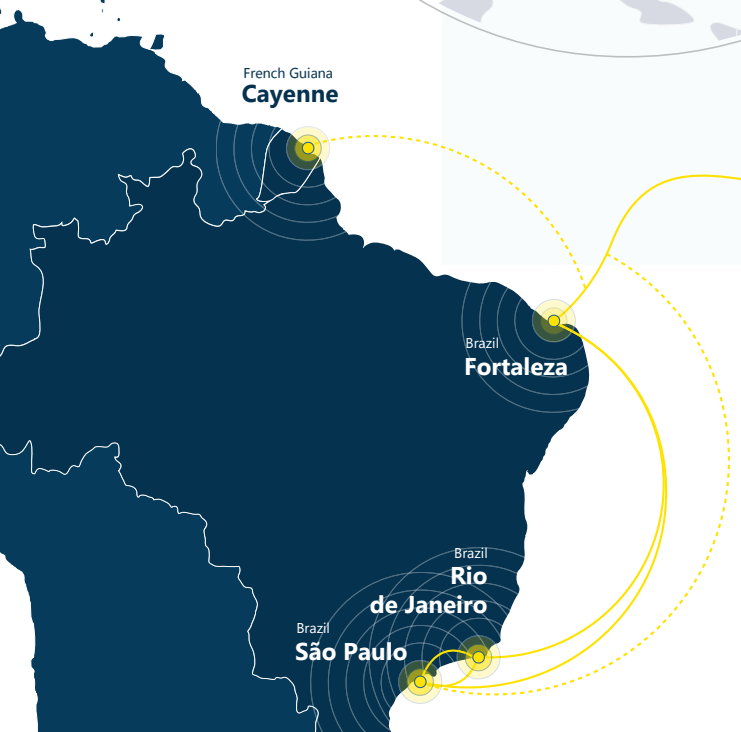 French Guiana
Cayenne
Brazil
Fortaleza
Brazil
Rio
de Janeiro
Brazil
São Paulo